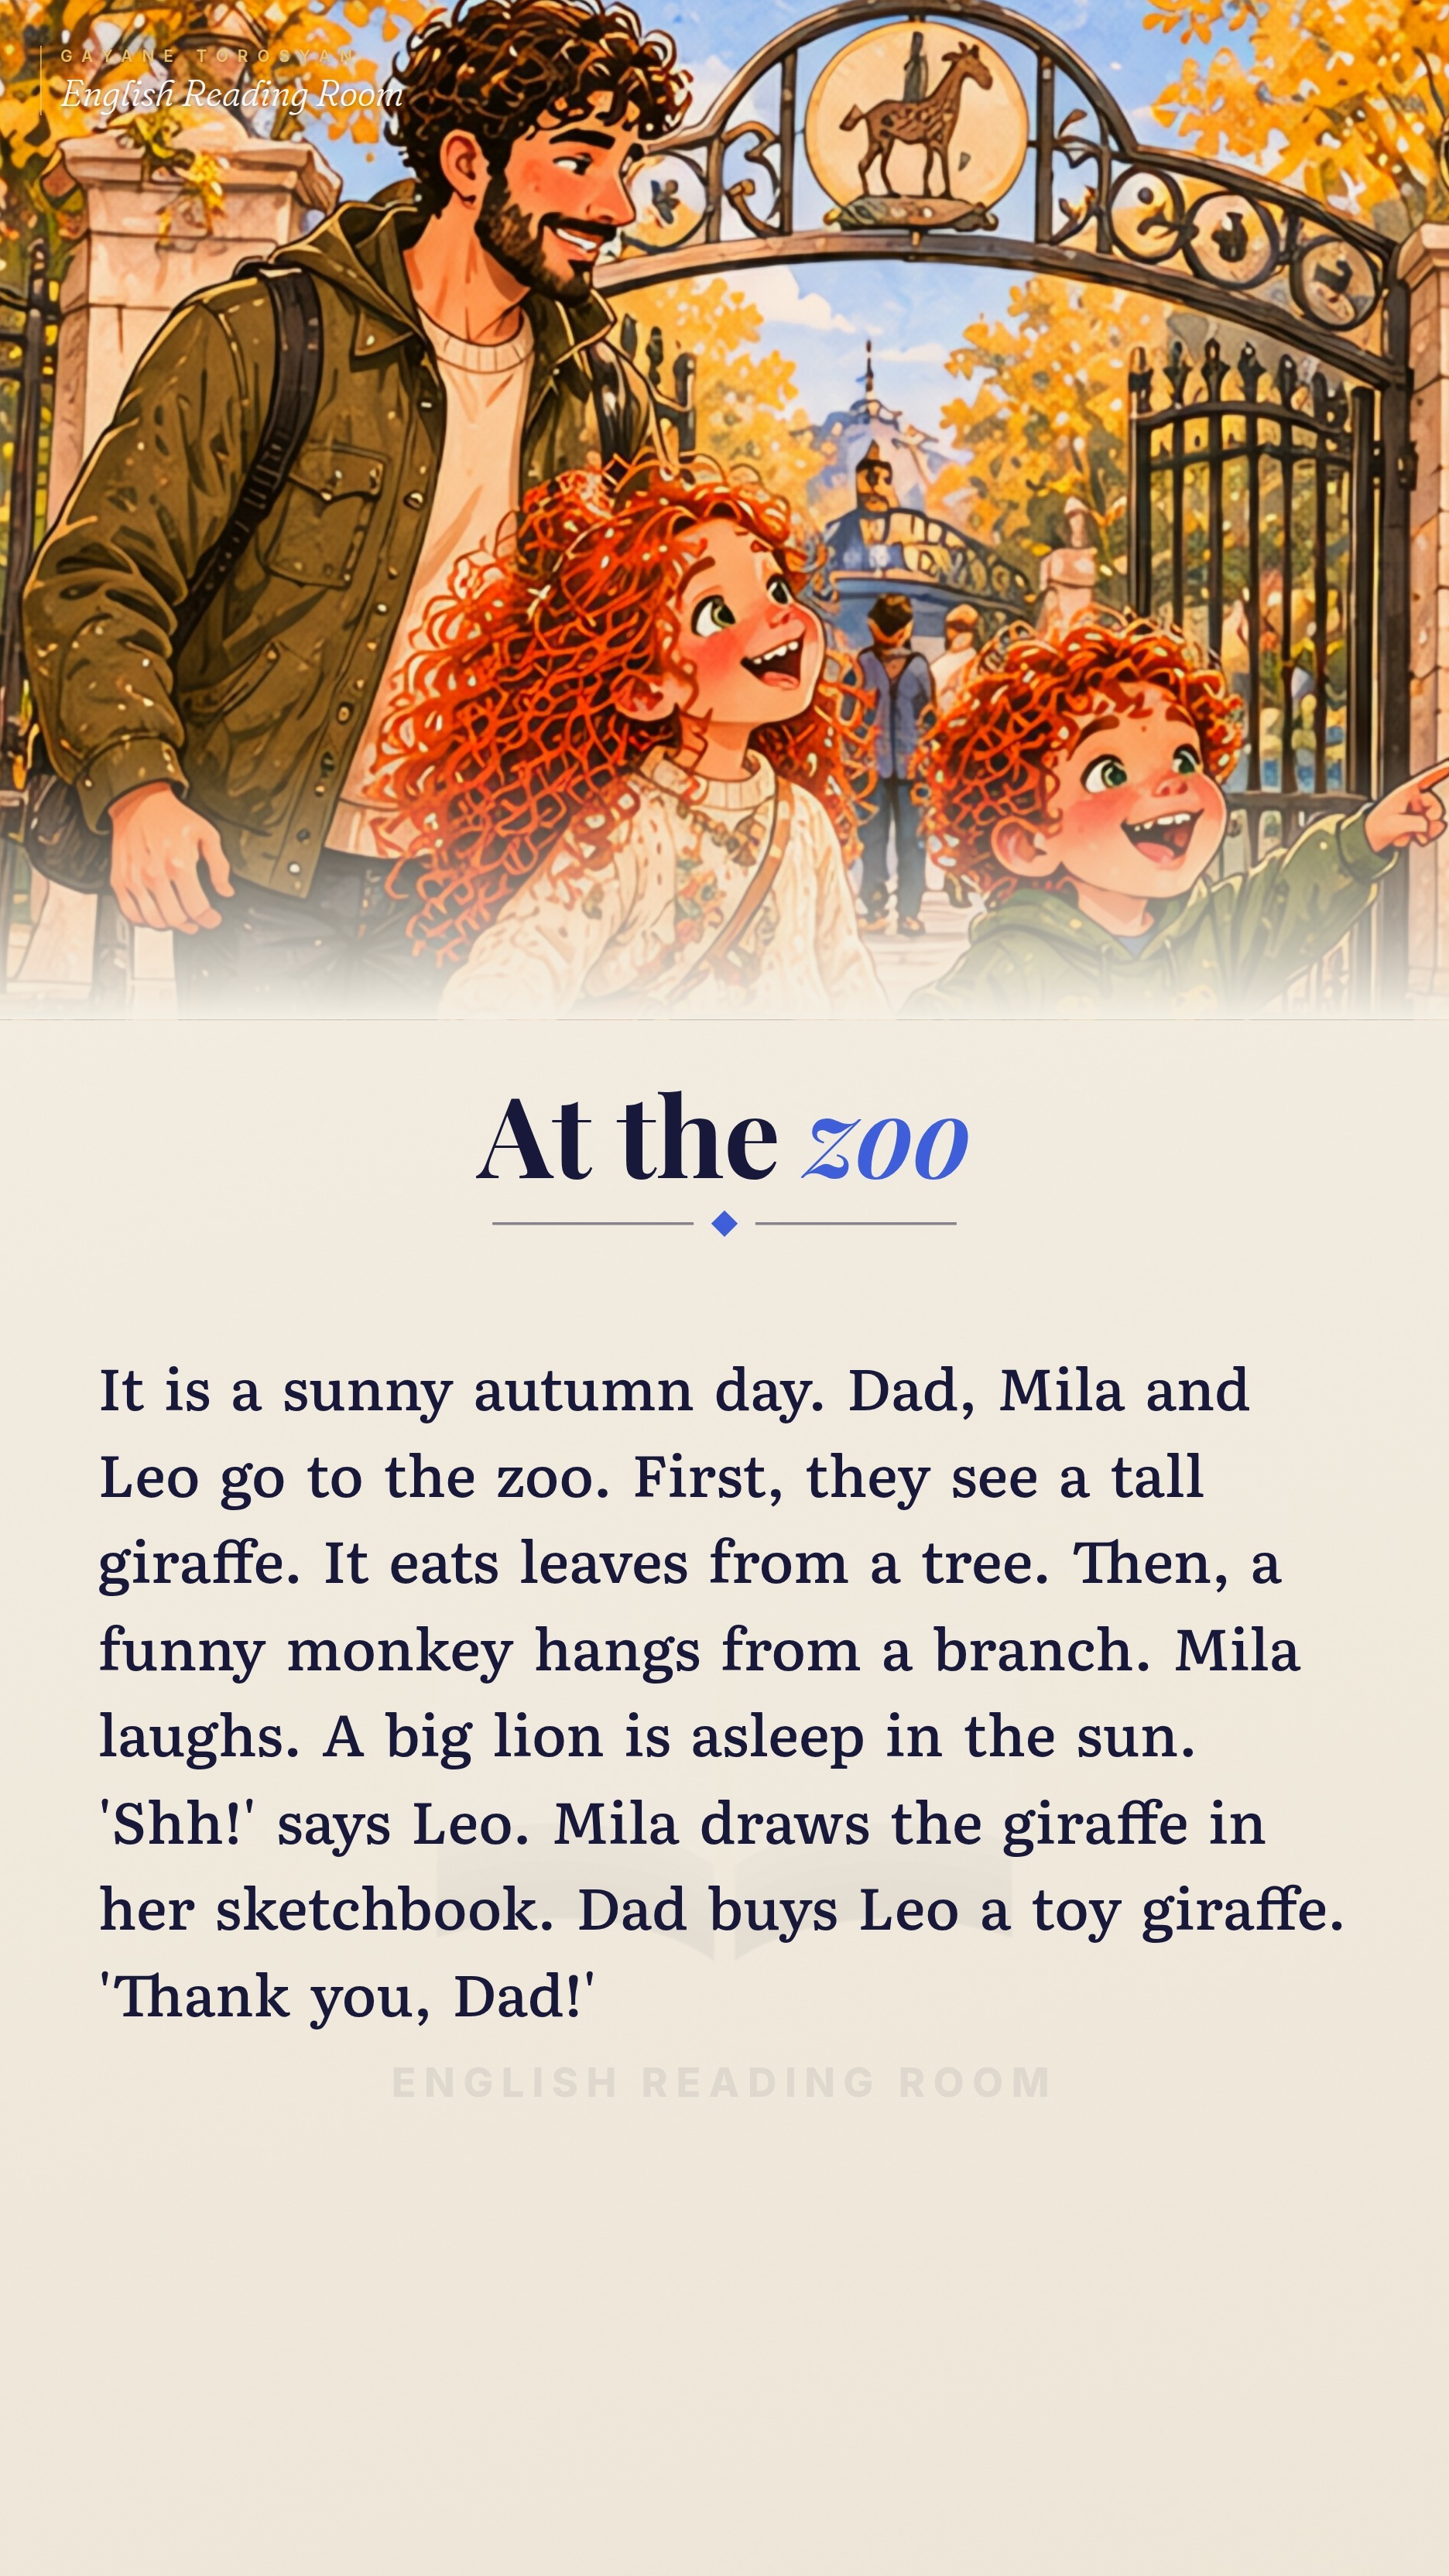 GAYANE TOROSYAN
English Reading Room
At the zoo
It is a sunny autumn day. Dad, Mila and
Leo go to the zoo. First, they see a tall
giraffe. It eats leaves from a tree. Then, a
funny monkey hangs from a branch. Mila
laughs. A big lion is asleep in the sun.
'Shh!' says Leo. Mila draws the giraffe in
her sketchbook. Dad buys Leo a toy giraffe.
'Thank you, Dad!'
ENGLISH READING ROOM